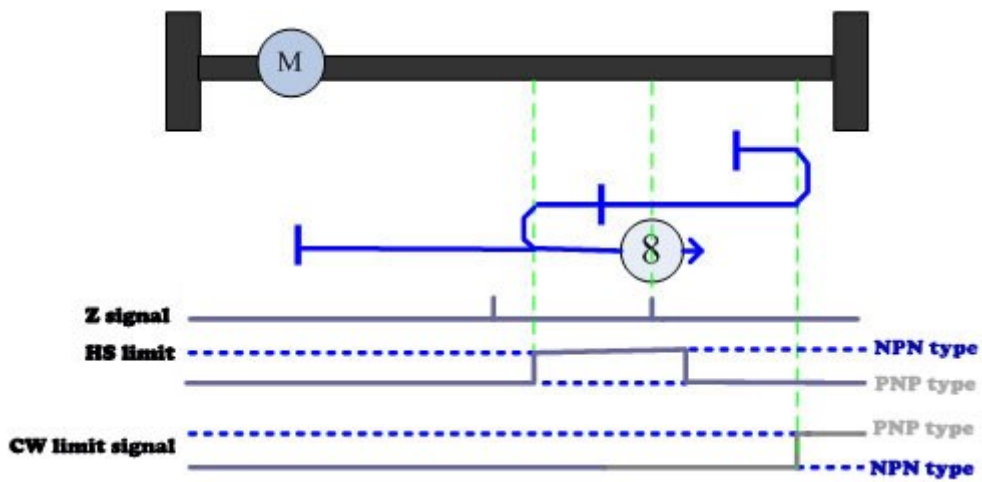 M
8
Z signal
HS limit
NPN type
PNP type
CW limit signal
PNP type
NPN type